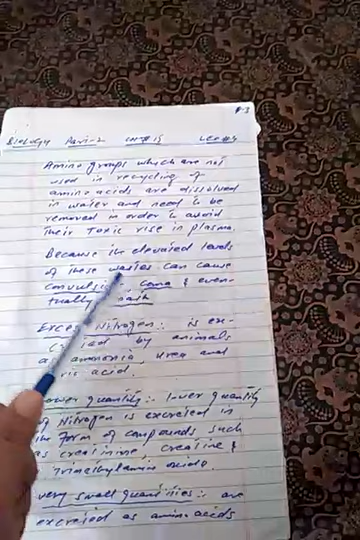 P-3
Biology Part-2 CH#15 Lec#4
Amino groups which are not
used in recycling of
amino acids are dissolved
in water and need to be
removed in order to avoid
their toxic rise in plasma.
Because the elevated levels
of these wastes can cause
convulsion, coma & even-
tually death
Excess Nitrogen: is ex-
creted by animals
as ammonia, urea and
uric acid.
Lower quantity: lower quantity
of Nitrogen is excreted in
the form of compounds such
as creatinine, creatine &
Trimethylamine oxide.
very small quantities: are
excreted as amino acids